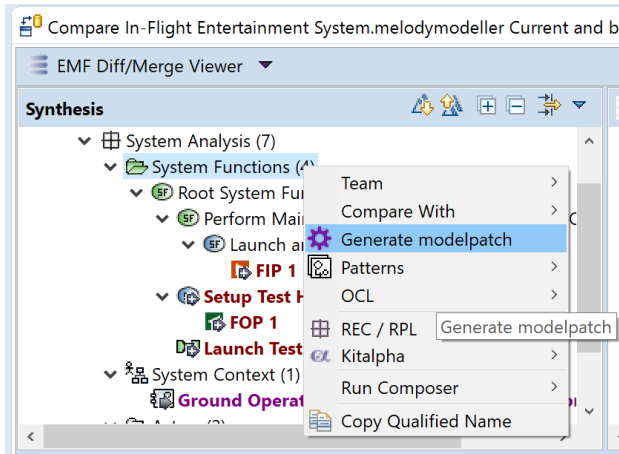 Compare In-Flight Entertainment System.melodymodeller Current and b
EMF Diff/Merge Viewer
Synthesis
System Analysis (7)
System Functions (4)
Root System Fu
Perform Mai
Launch a
FIP 1
Setup Test H
FOP 1
Launch Test
System Context (1)
Ground Operat
Team
Compare With
Generate modelpatch
Patterns
OCL
REC / RPL
Generate modelpatch
Kitalpha
Run Composer
Copy Qualified Name